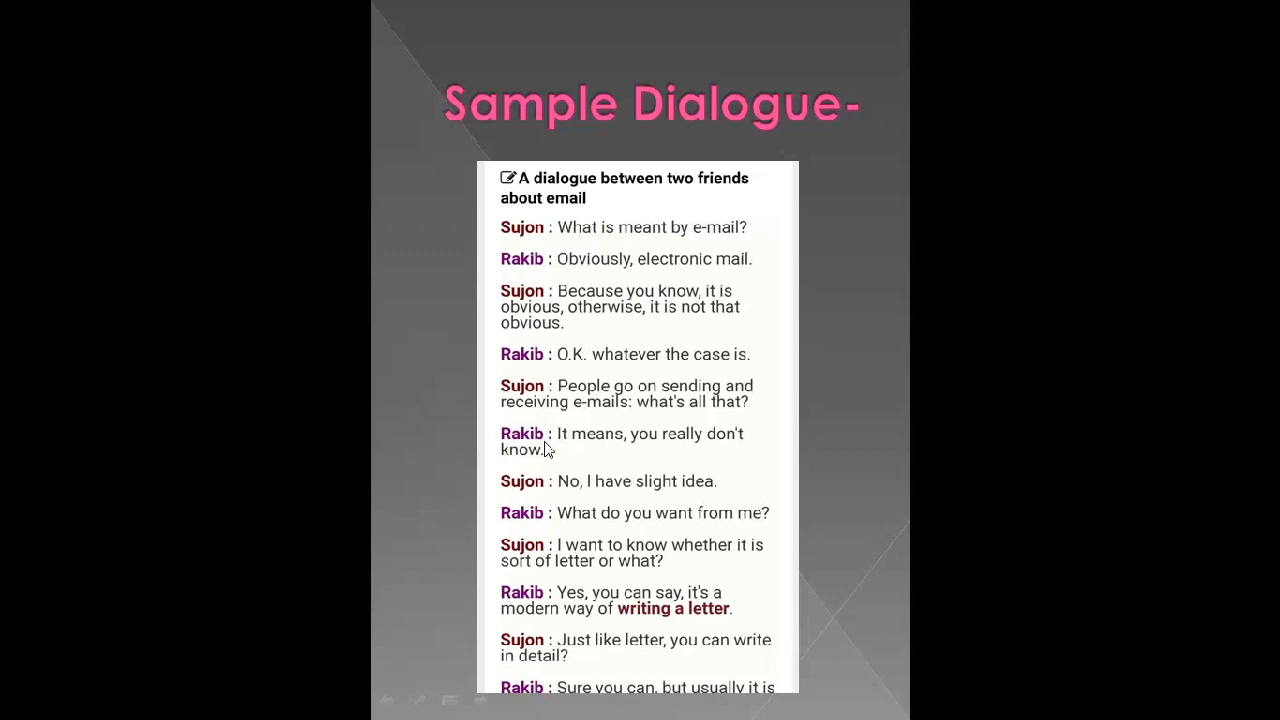 Sample Dialogue-
A dialogue between two friends
about email
Sujon : What is meant by e-mail?
Rakib : Obviously, electronic mail.
Sujon : Because you know, it is
obvious, otherwise, it is not that
obvious.
Rakib : O.K. whatever the case is.
Sujon : People go on sending and
receiving e-mails: what's all that?
Rakib : It means, you really don't
know.
Sujon : No, I have slight idea.
Rakib : What do you want from me?
Sujon : I want to know whether it is
sort of letter or what?
Rakib : Yes, you can say, it's a
modern way of writing a letter.
Sujon : Just like letter, you can write
in detail?
Rakib : Sure you can, but usually it is